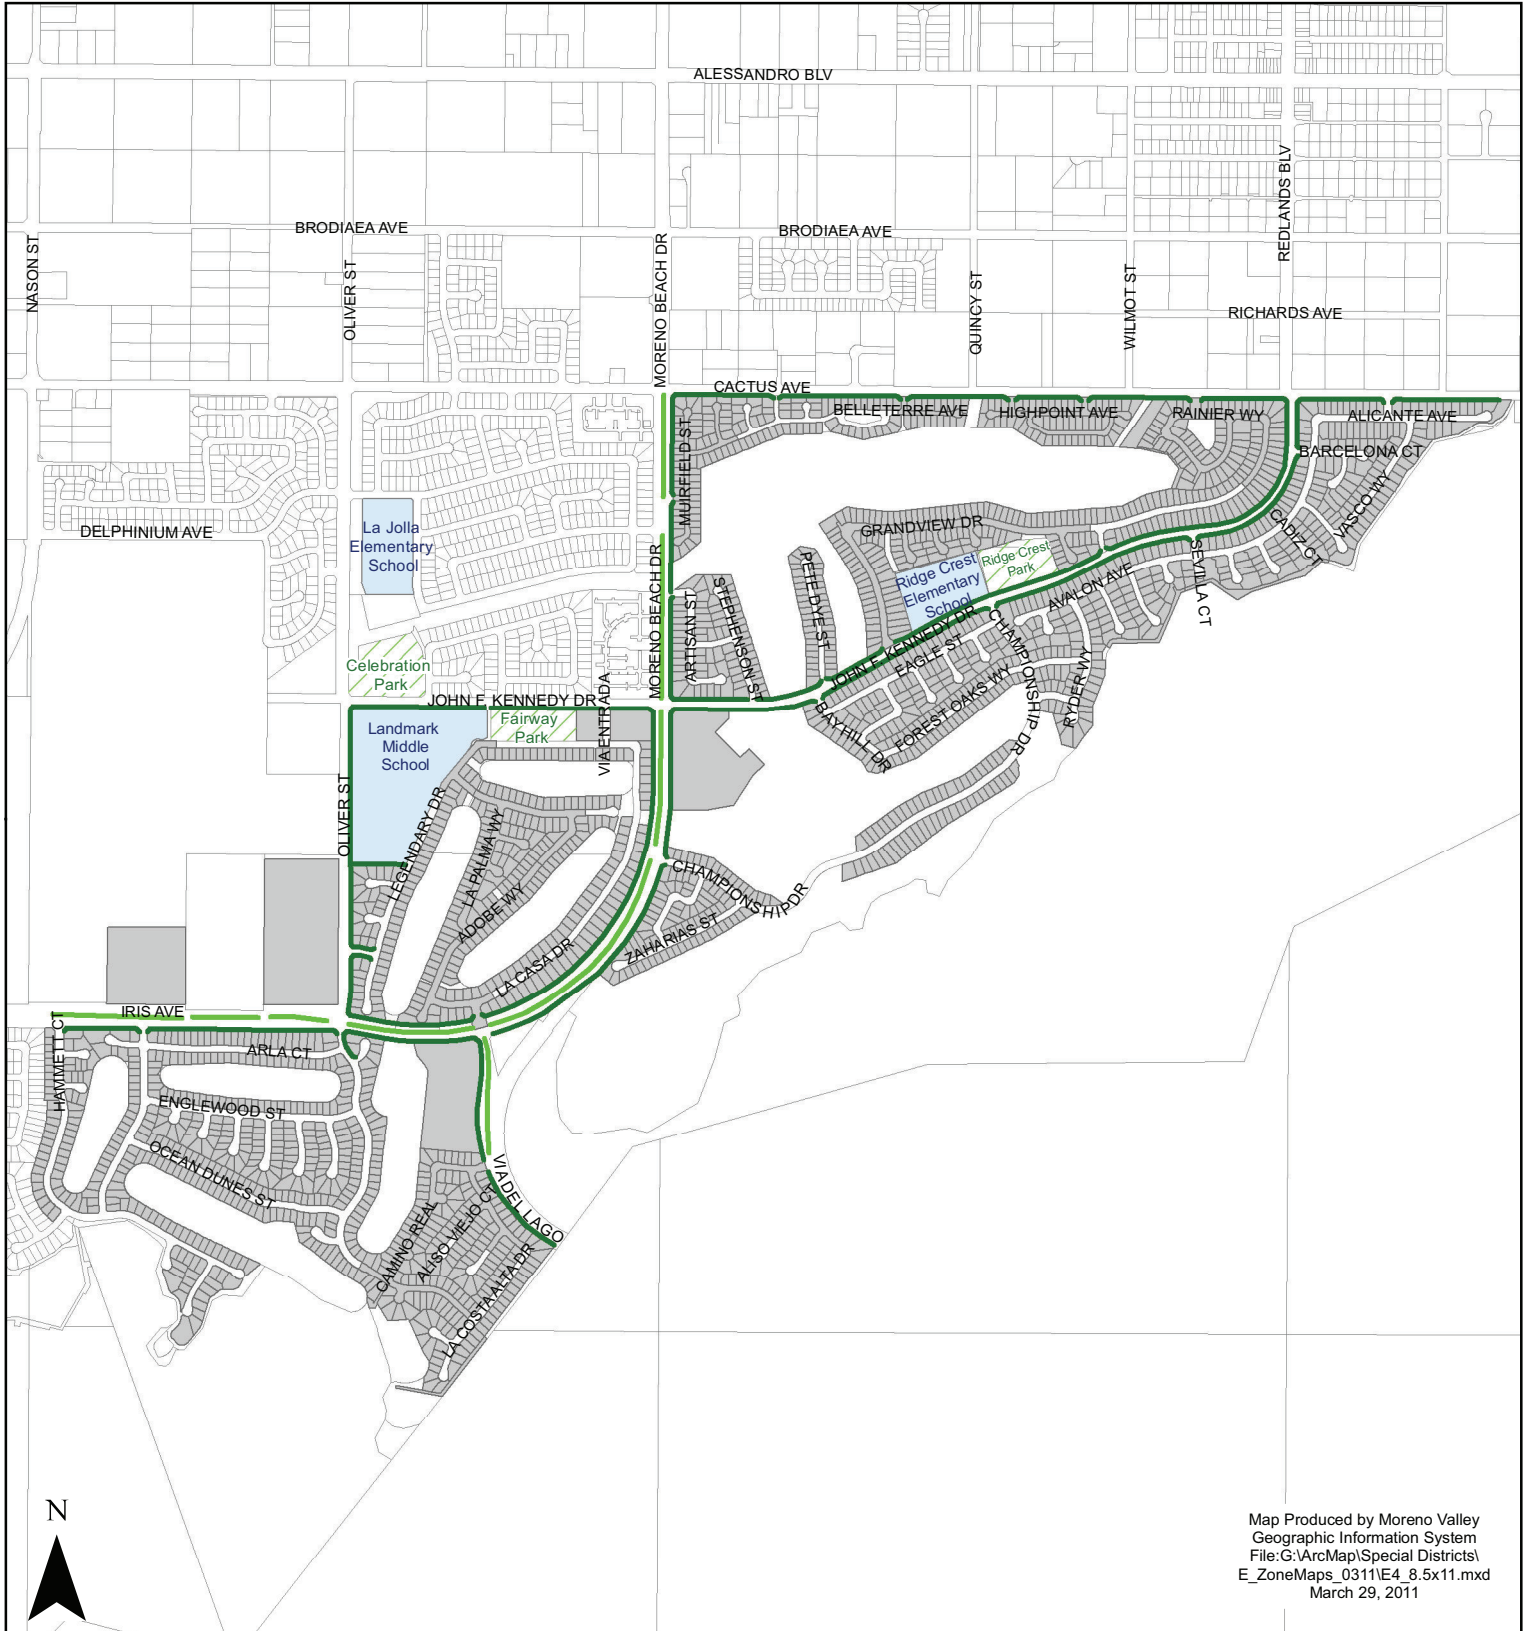 ALESSANDRO BLV
REDLANDS BLV
BRODIAEA AVE
BRODIAEA AVE
NASON ST
OLIVER ST
MORENO BEACH DR
QUINCY ST
WILMOT ST
RICHARDS AVE
CACTUS AVE
BELLETERRE AVE
HIGHPOINT AVE
RAINIER WY
ALICANTE AVE
MUIRFIELD ST
BARCELONA CT
VASCO WY
CADIZ CT
GRANDVIEW DR
DELPHINIUM AVE
La Jolla
Elementary
School
MORENO BEACH DR
ARTISAN ST
STEPHENSON ST
PETE DYE ST
Ridge Crest
Elementary
School
Ridge Crest
Park
SEVILLA CT
AVALON AVE
JOHN F. KENNEDY DR
EAGLE ST
CHAMPIONSHIP DR
FOREST OAKS WY
RYDER WY
BAYHILL DR
Celebration
Park
JOHN F. KENNEDY DR
Fairway
Park
VIA ENTRADA
Landmark
Middle
School
OLIVER ST
LEGENDARY DR
LA PALMA WY
ADOBE WY
LA CASA DR
CHAMPIONSHIP DR
ZAHARIAS ST
IRIS AVE
HAMMETT CT
ARLA CT
ENGLEWOOD ST
OCEAN DUNES ST
VIA DEL LAGO
CAMINO REAL
ALISO VIEJO CT
LA COSTA ALTA DR
N
Map Produced by Moreno Valley
Geographic Information System
File:G:\ArcMap\Special Districts\
E_ZoneMaps_0311\E4_8.5x11.mxd
March 29, 2011